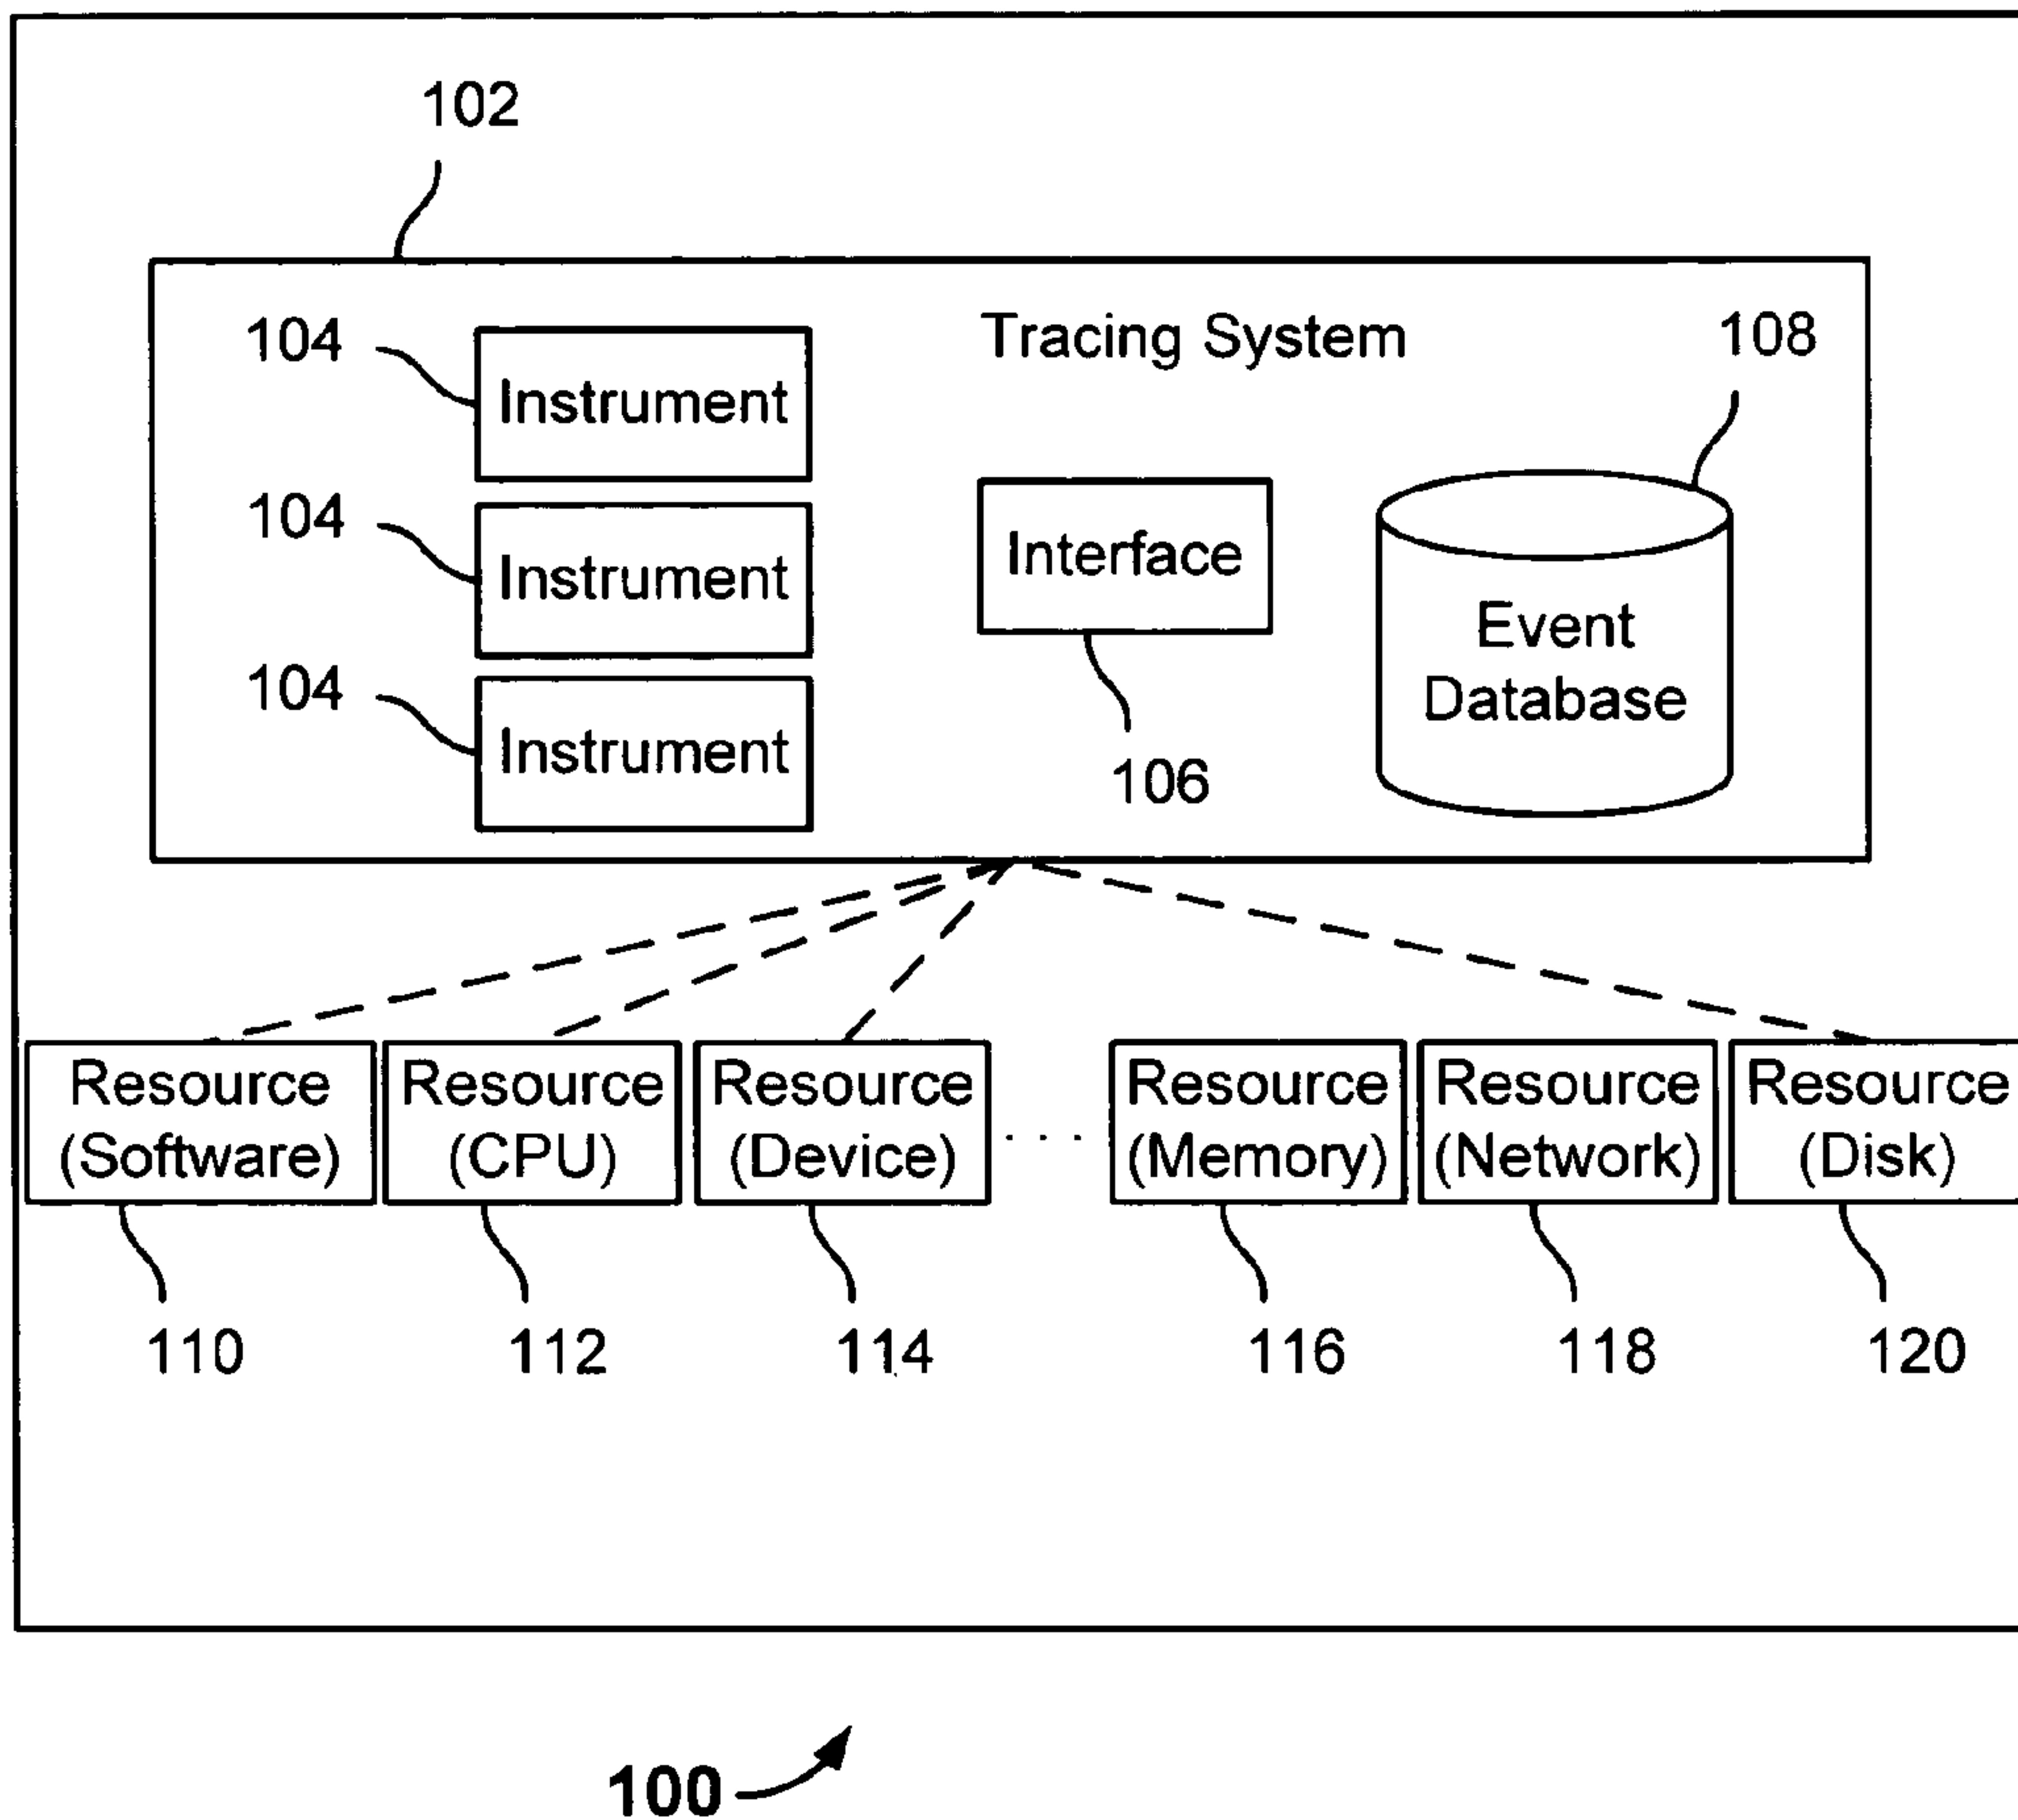 102
104
Instrument
Tracing System
108
104
Instrument
Interface
Event
Database
104
Instrument
106
Resource
(Software)
Resource
(CPU)
Resource
(Device)
. . .
Resource
(Memory)
Resource
(Network)
Resource
(Disk)
110
112
114
116
118
120
100